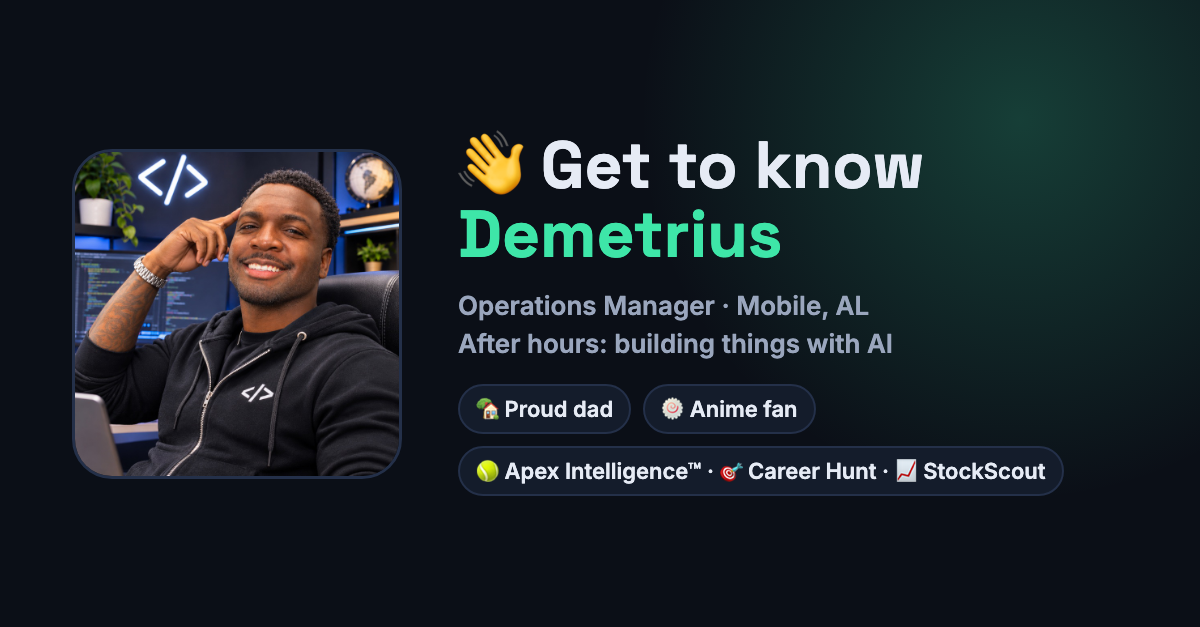 </>
</>
👋 Get to know
Demetrius
Operations Manager · Mobile, AL
After hours: building things with AI
🏡 Proud dad
🍥 Anime fan
🎾 Apex Intelligence™ · 🎯 Career Hunt · 📈 StockScout